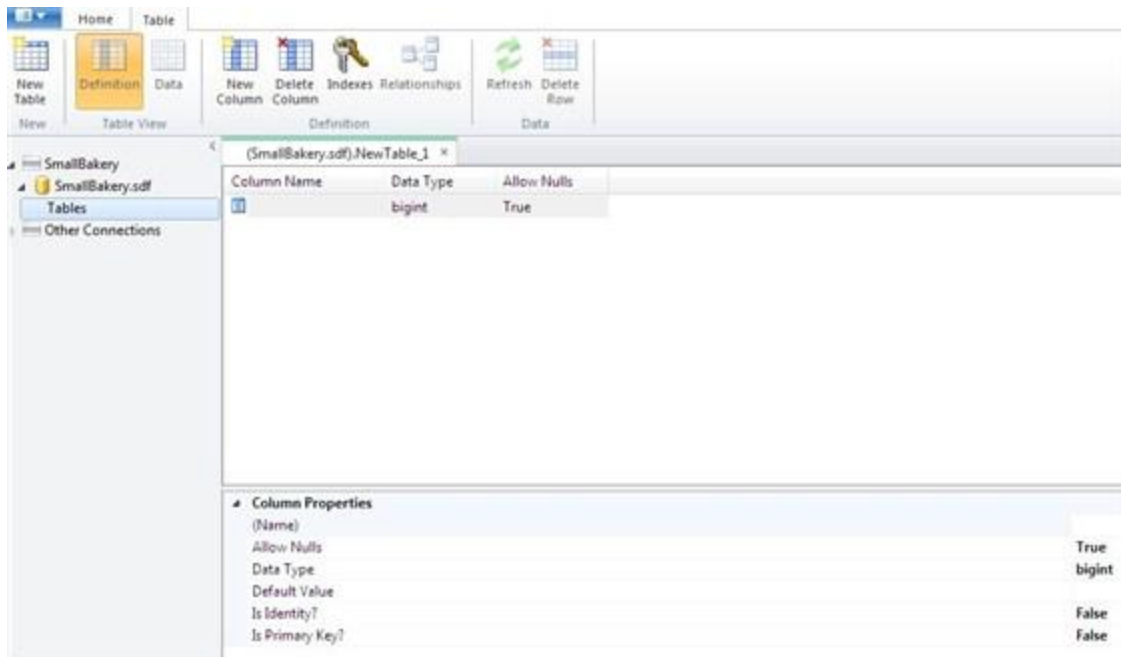 Home Table
New Table
Definition
Data
New Column
Delete Column
Indexes
Relationships
Refresh
Delete Row
New
Table View
Definition
Data
SmallBakery
SmallBakery.sdf
Tables
Other Connections
(SmallBakery.sdf).NewTable_1 ×
Column Name Data Type Allow Nulls
bigint True
Column Properties
(Name)
Allow Nulls True
Data Type bigint
Default Value
Is Identity? False
Is Primary Key? False